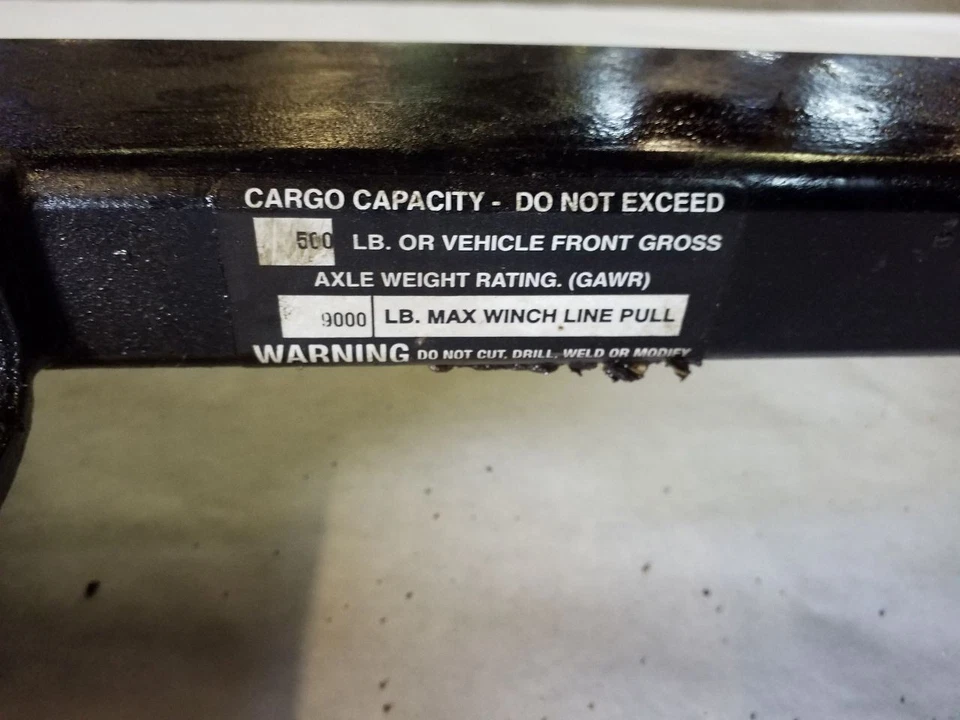 CARGO CAPACITY - DO NOT EXCEED
500 LB. OR VEHICLE FRONT GROSS
AXLE WEIGHT RATING. (GAWR)
9000 LB. MAX WINCH LINE PULL
WARNING DO NOT CUT, DRILL, WELD OR MODIFY